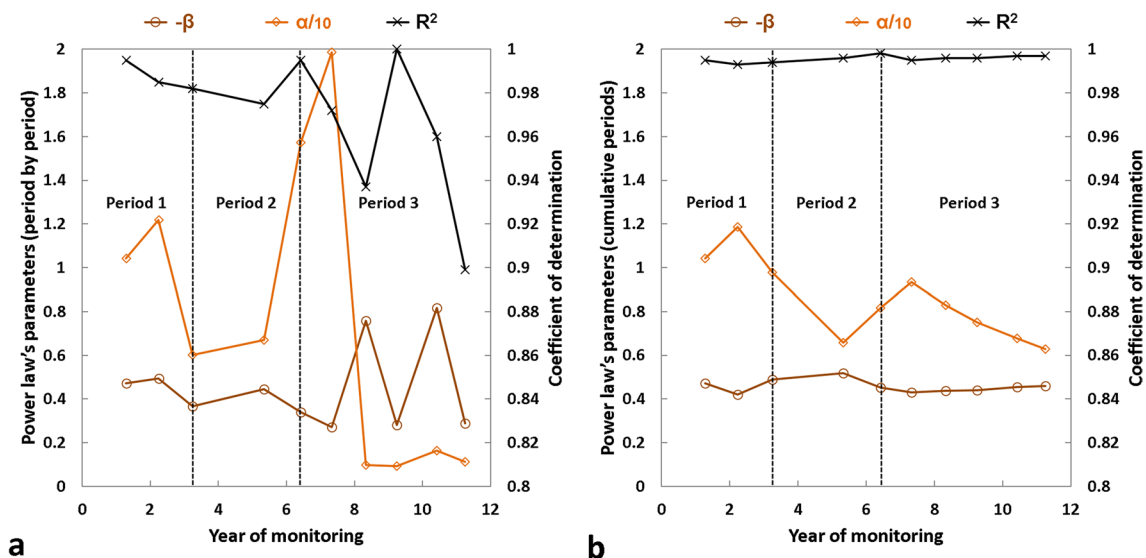 -β α/10 R²
2 1
1.8 0.98
1.6 0.96
1.4 0.94
1.2 0.92
1 0.9
0.8 0.88
0.6 0.86
0.4 0.84
0.2 0.82
0 0.8
Power law's parameters (period by period)
Coefficient of determination
Period 1 Period 2 Period 3
0 2 4 6 8 10 12
Year of monitoring
a
-β α/10 R²
2 1
1.8 0.98
1.6 0.96
1.4 0.94
1.2 0.92
1 0.9
0.8 0.88
0.6 0.86
0.4 0.84
0.2 0.82
0 0.8
Power law's parameters (cumulative periods)
Coefficient of determination
Period 1 Period 2 Period 3
0 2 4 6 8 10 12
Year of monitoring
b